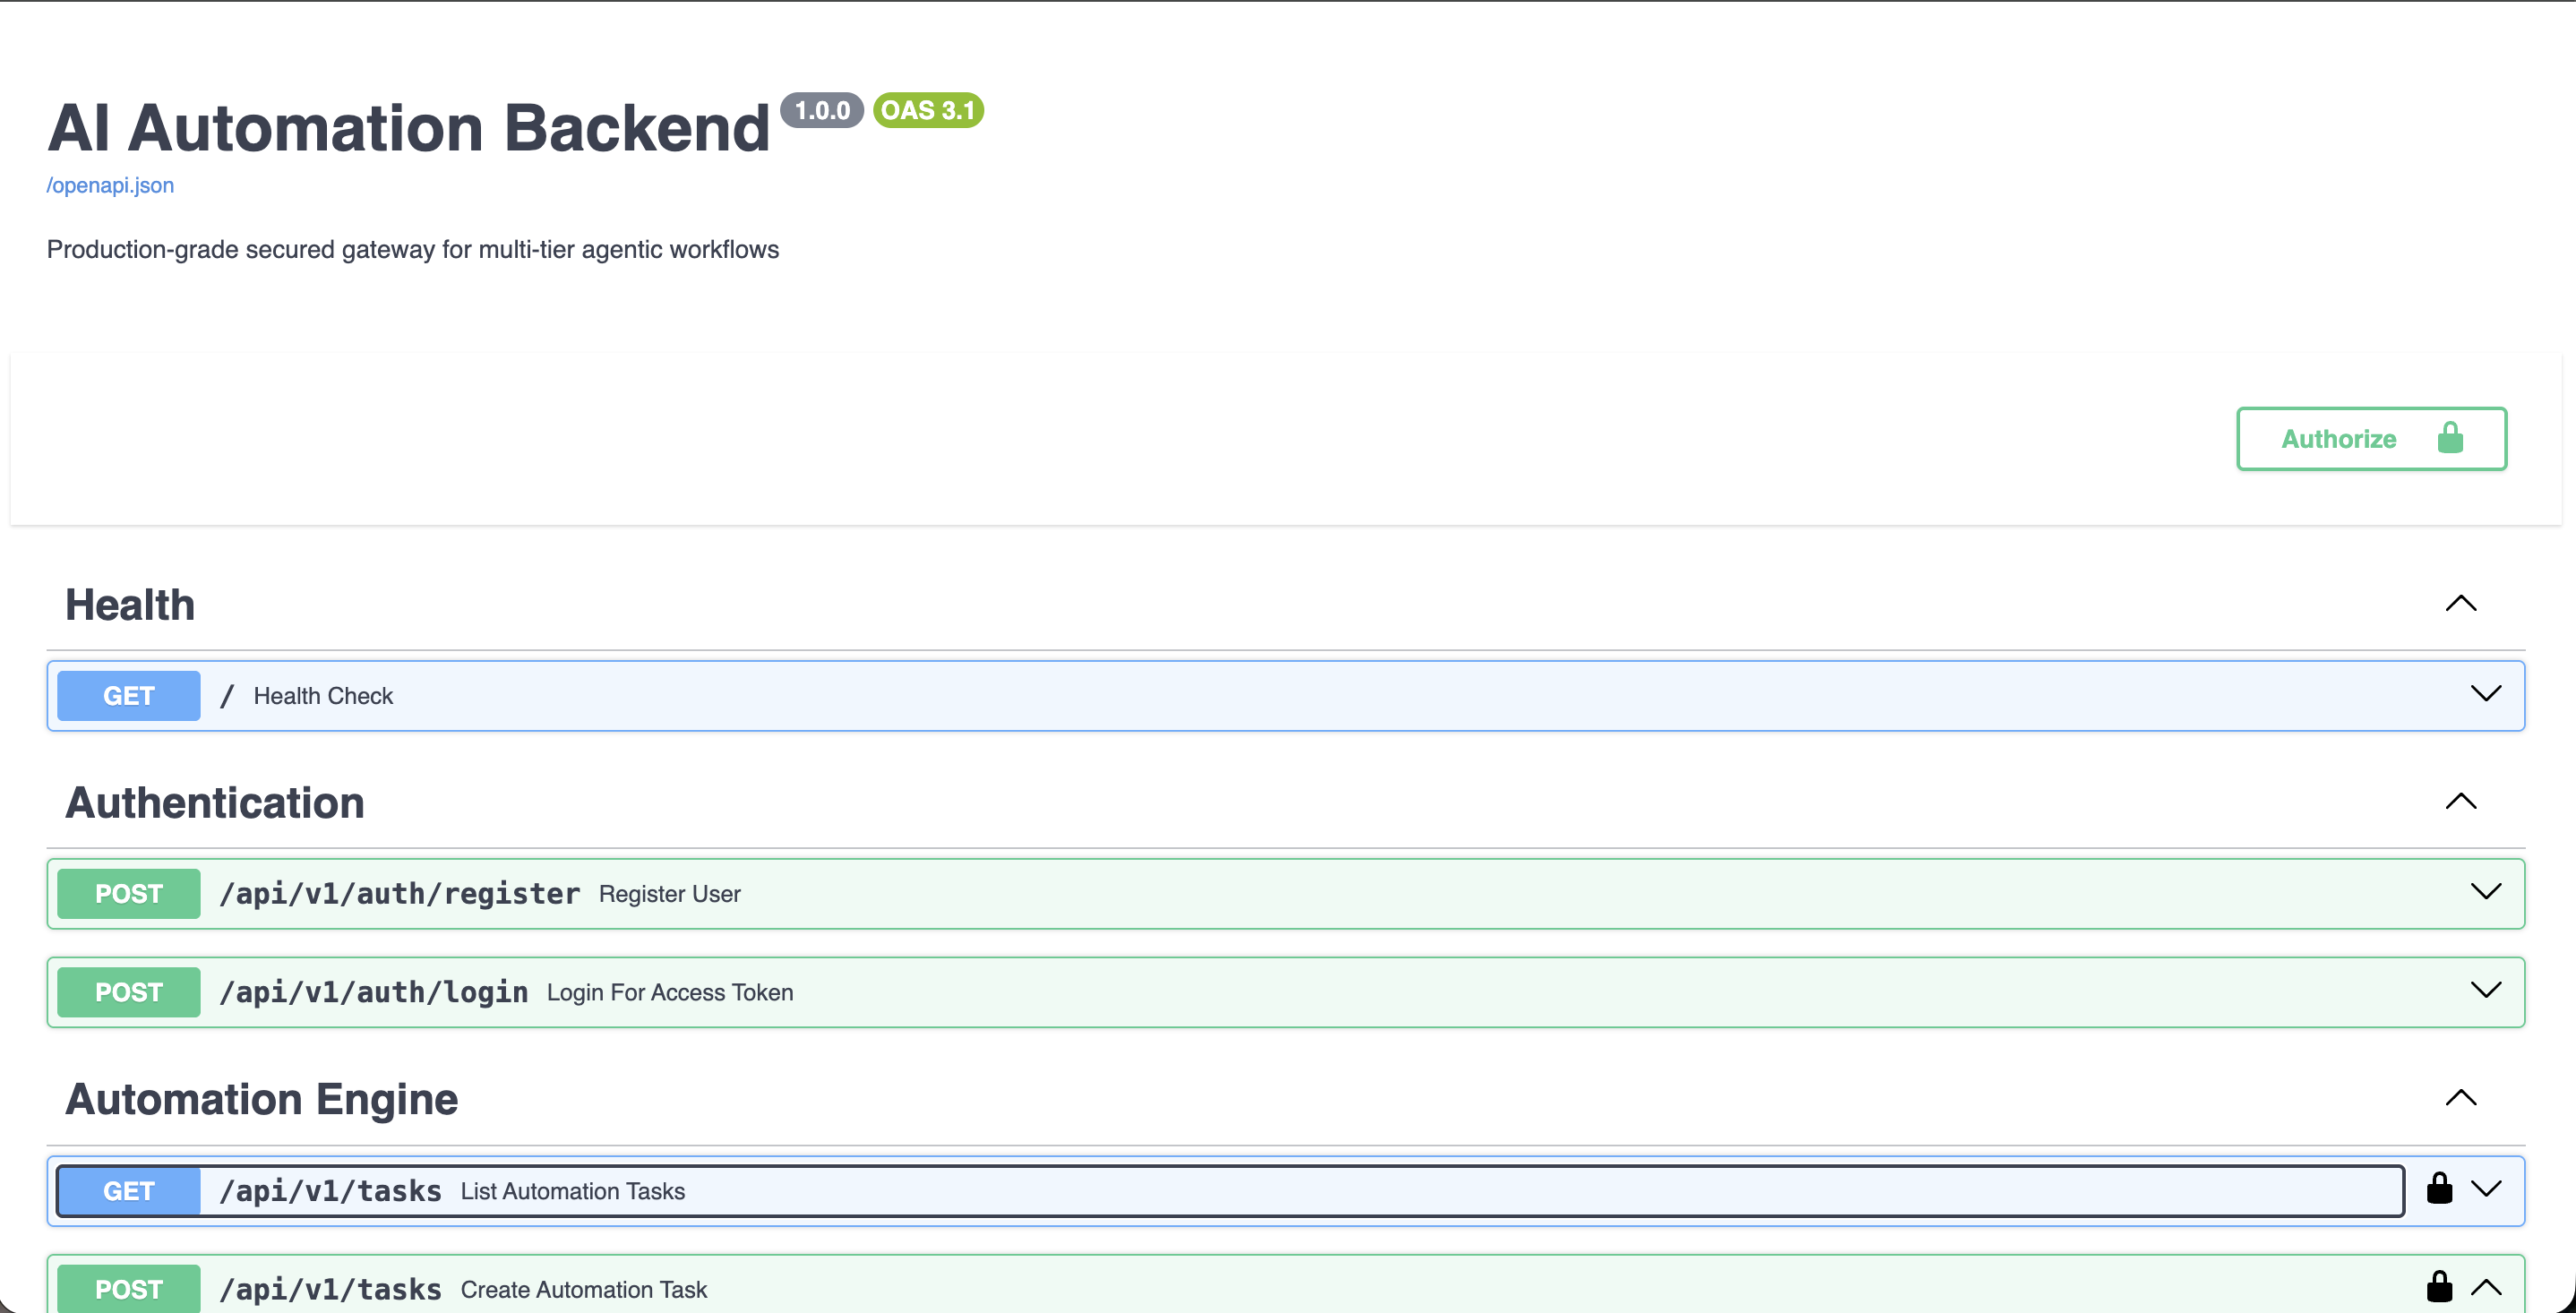 AI Automation Backend 1.0.0 OAS 3.1
/openapi.json
Production-grade secured gateway for multi-tier agentic workflows
Authorize
Health
GET / Health Check
Authentication
POST /api/v1/auth/register Register User
POST /api/v1/auth/login Login For Access Token
Automation Engine
GET /api/v1/tasks List Automation Tasks
POST /api/v1/tasks Create Automation Task